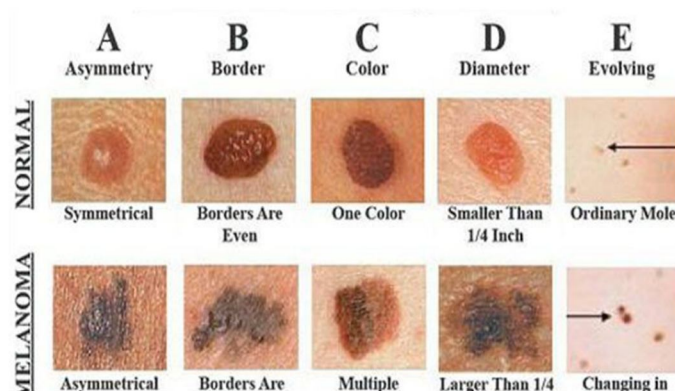 A B C D E
Asymmetry Border Color Diameter Evolving
NORMAL
Symmetrical Borders Are One Color Smaller Than Ordinary Mole
Even 1/4 Inch
MELANOMA
Asymmetrical Borders Are Multiple Larger Than 1/4 Changing in